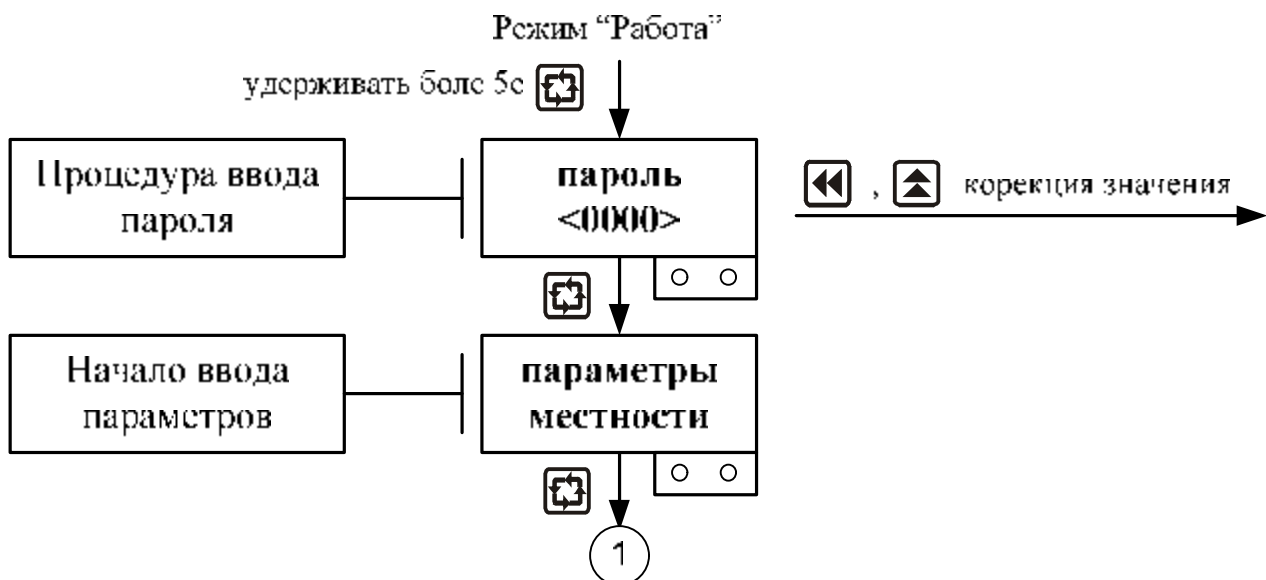 Режим “Работа”
удерживать боле 5с
Процедура ввода
пароля
пароль
<0000>
, корекция значения
Начало ввода
параметров
параметры
местности
1